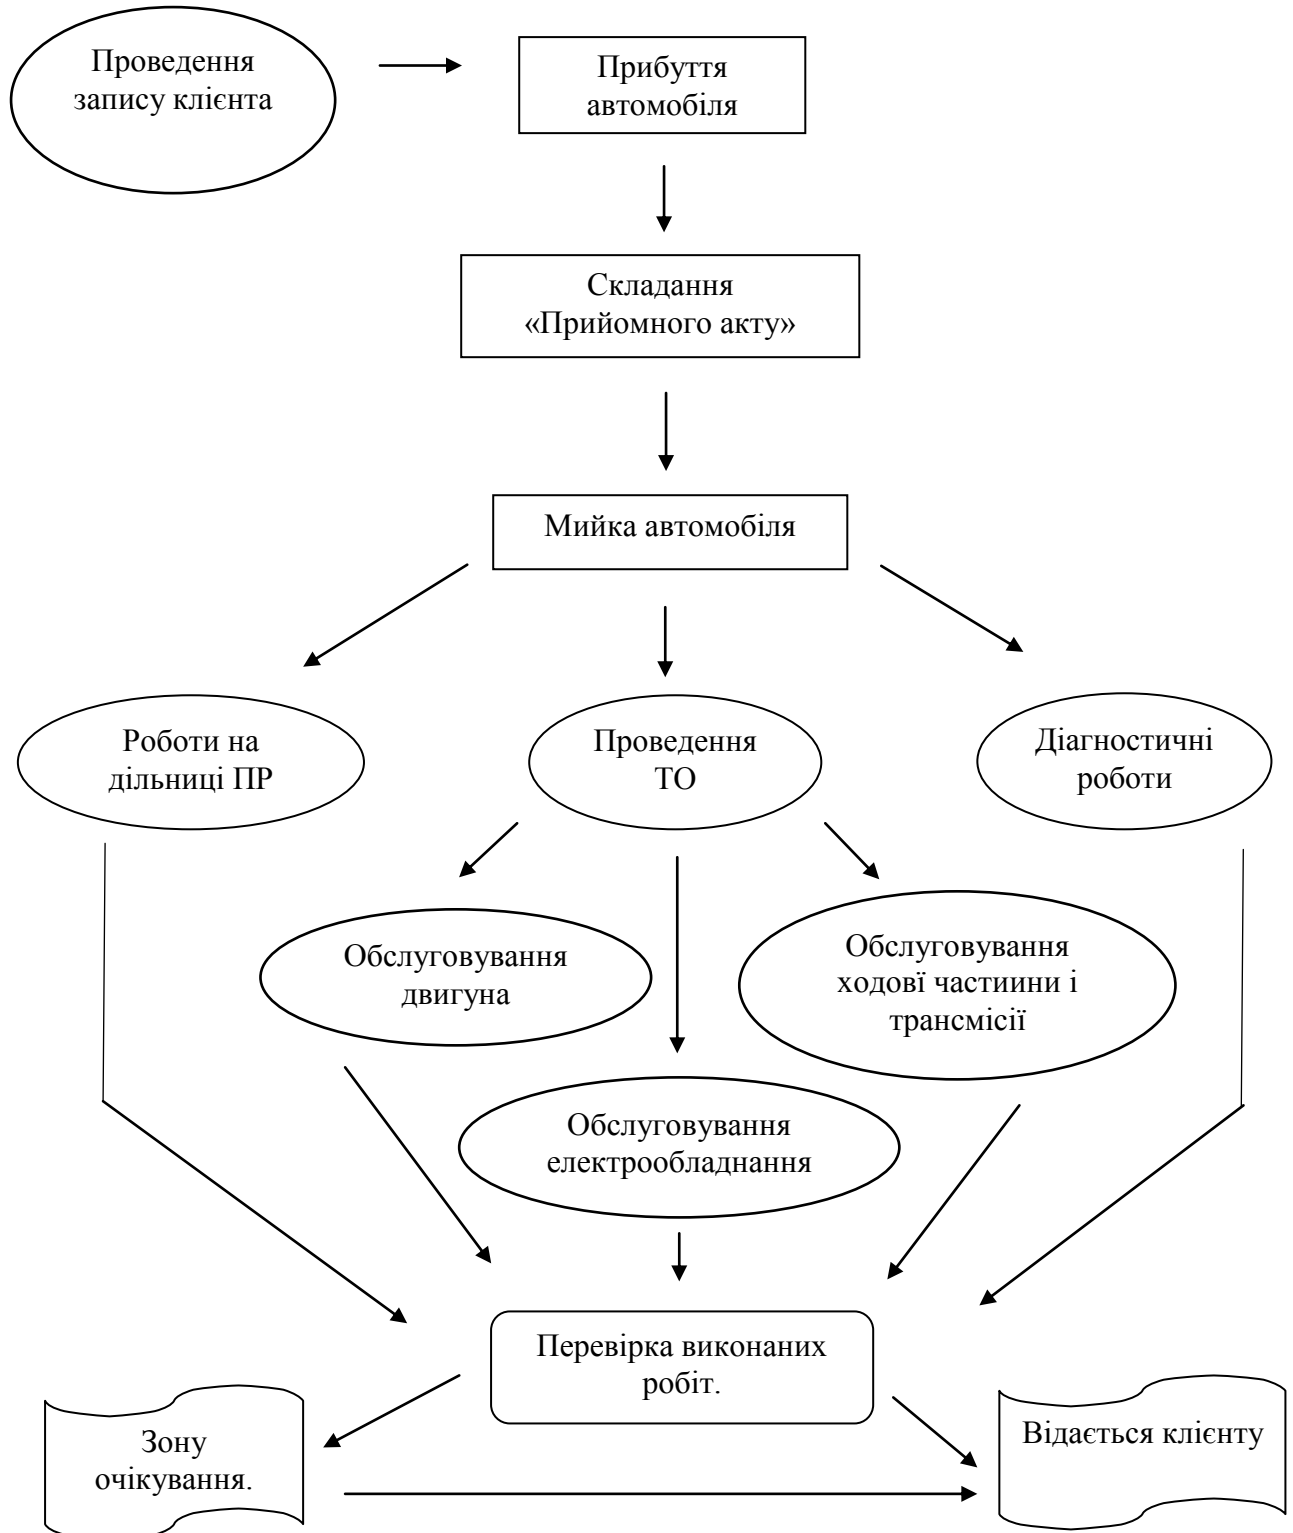 Проведення
запису клієнта
Прибуття
автомобіля
Складання
«Прийомного акту»
Мийка автомобіля
Роботи на
дільниці ПР
Проведення
ТО
Діагностичні
роботи
Обслуговування
двигуна
Обслуговування
ходовї частиини і
трансмісії
Обслуговування
електрообладнання
Перевірка виконаних
робіт.
Зону
очікування.
Відається клієнту